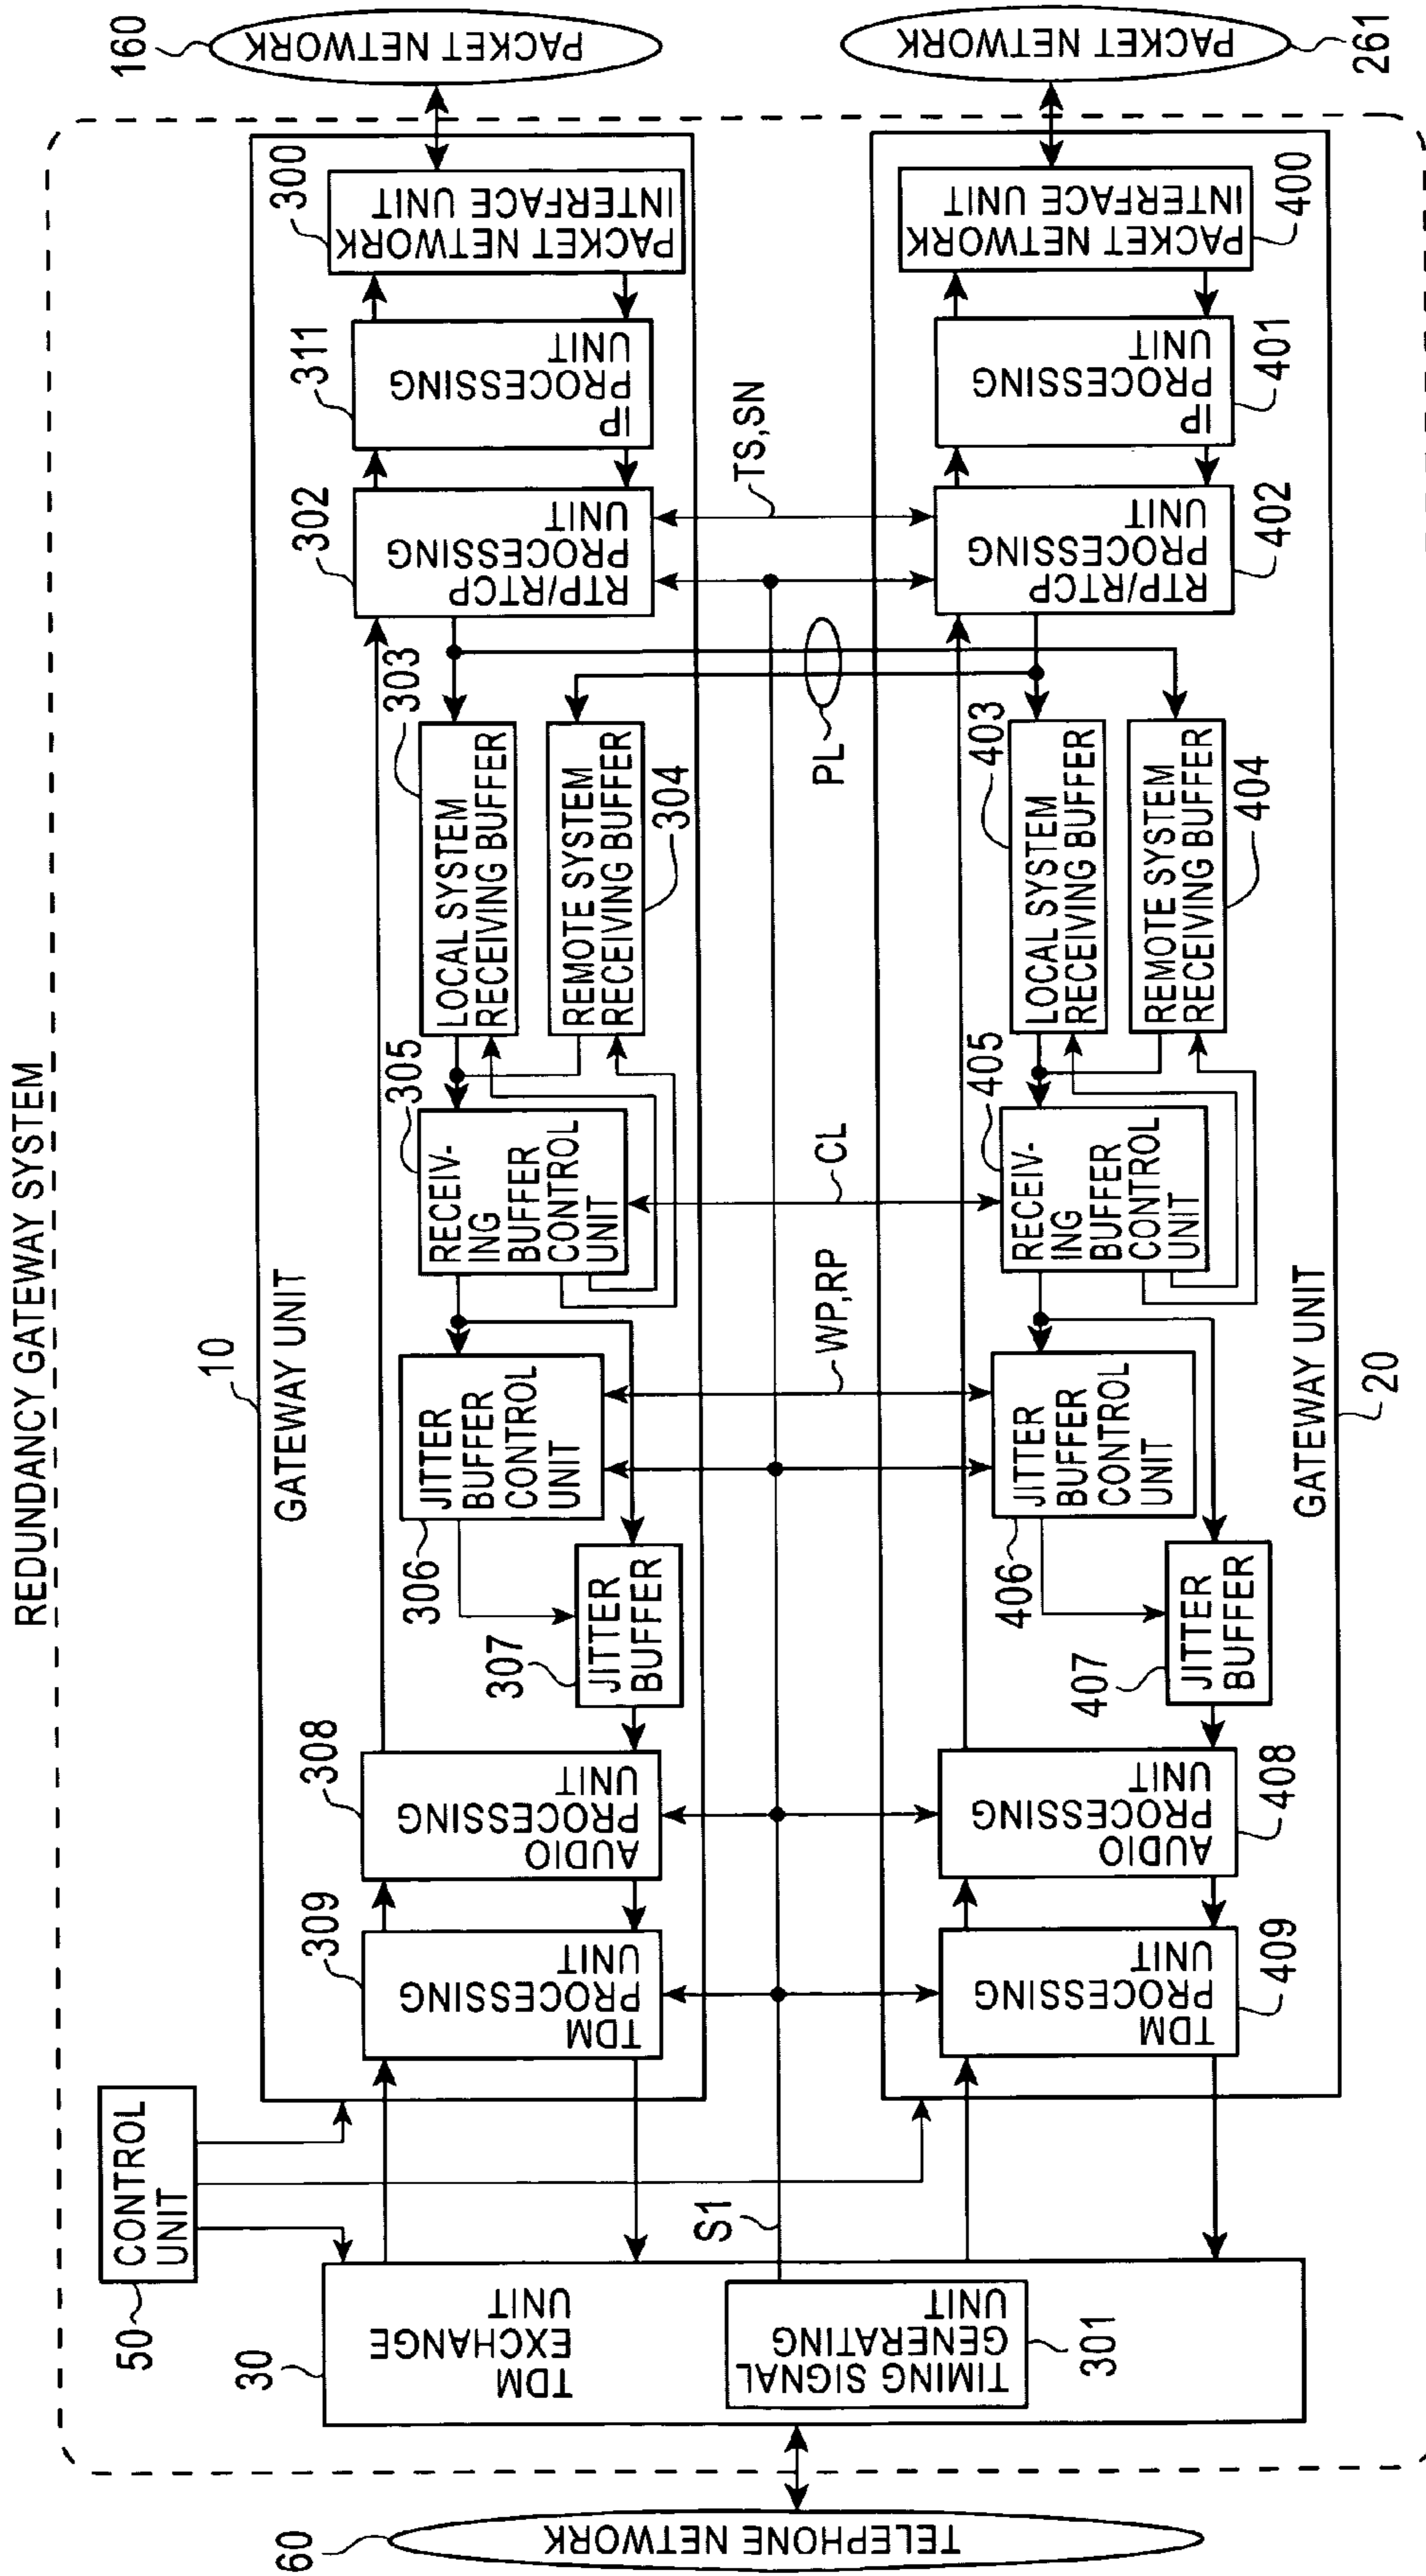 REDUNDANCY GATEWAY SYSTEM
50
CONTROL
UNIT
10
GATEWAY UNIT
60
TELEPHONE NETWORK
30
TDM
EXCHANGE
UNIT
TIMING SIGNAL
GENERATING
UNIT
301
S1
309
TDM
PROCESSING
UNIT
308
AUDIO
PROCESSING
UNIT
306
JITTER
BUFFER
CONTROL
UNIT
307
JITTER
BUFFER
305
RECEIV-
ING
BUFFER
CONTROL
UNIT
303
LOCAL SYSTEM
RECEIVING BUFFER
REMOTE SYSTEM
RECEIVING BUFFER
304
302
RTP/RTCP
PROCESSING
UNIT
311
IP
PROCESSING
UNIT
300
PACKET NETWORK
INTERFACE UNIT
160
PACKET NETWORK
WP,RP
CL
PL
TS,SN
TDM
PROCESSING
UNIT
409
AUDIO
PROCESSING
UNIT
408
JITTER
BUFFER
CONTROL
UNIT
406
407
JITTER
BUFFER
405
RECEIV-
ING
BUFFER
CONTROL
UNIT
403
LOCAL SYSTEM
RECEIVING BUFFER
REMOTE SYSTEM
RECEIVING BUFFER
404
RTP/RTCP
PROCESSING
UNIT
402
IP
PROCESSING
UNIT
401
PACKET NETWORK
INTERFACE UNIT
400
PACKET NETWORK
261
GATEWAY UNIT
20